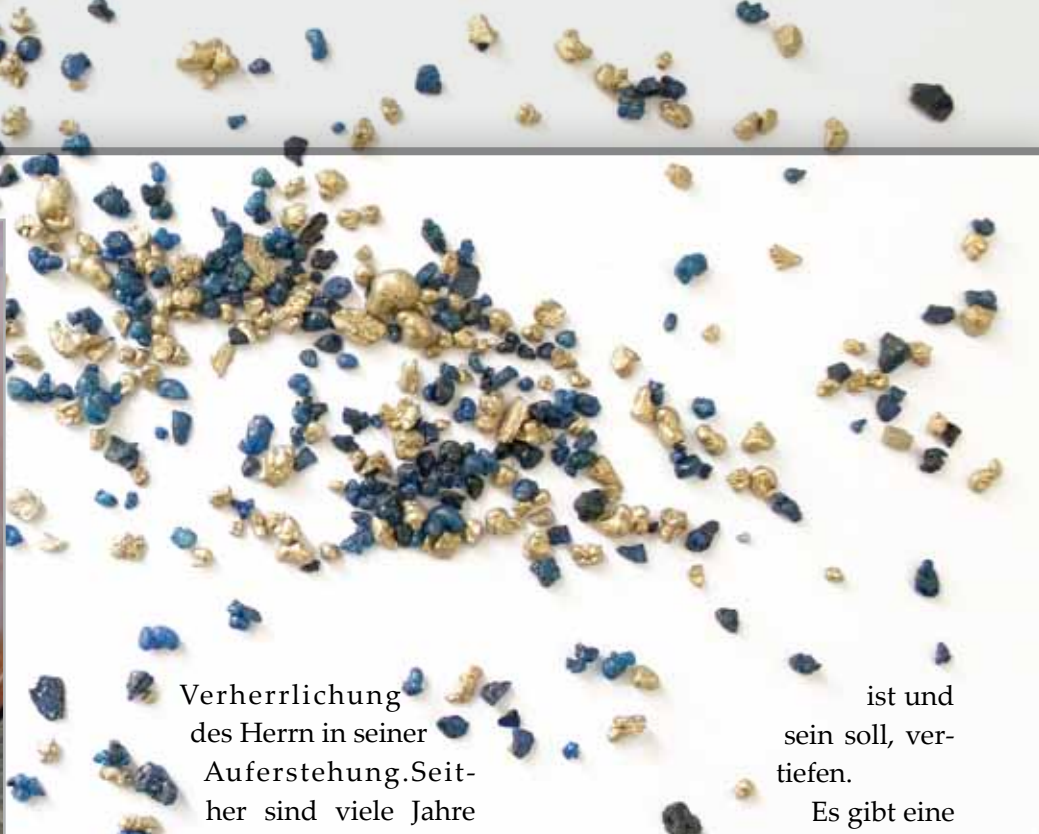 Verherrlichung
des Herrn in seiner
Auferstehung.Seit-
her sind viele Jahre
ist und
sein soll, ver-
tiefen.
Es gibt eine